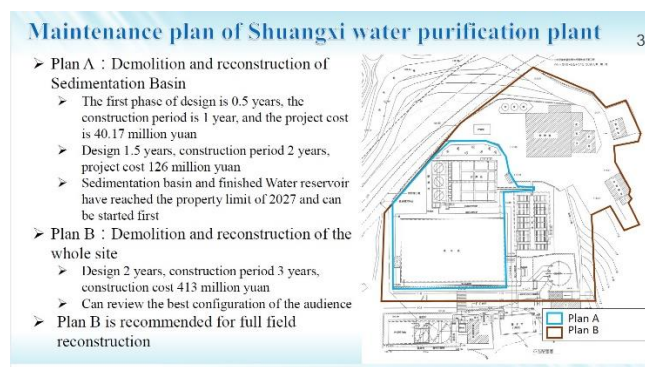 Maintenance plan of Shuangxi water purification plant
3
➢ Plan A：Demolition and reconstruction of
Sedimentation Basin
➢ The first phase of design is 0.5 years, the
construction period is 1 year, and the project cost
is 40.17 million yuan
➢ Design 1.5 years, construction period 2 years,
project cost 126 million yuan
➢ Sedimentation basin and finished Water reservoir
have reached the property limit of 2027 and can
be started first
➢ Plan B：Demolition and reconstruction of the
whole site
➢ Design 2 years, construction period 3 years,
construction cost 413 million yuan
➢ Can review the best configuration of the audience
➢ Plan B is recommended for full field
reconstruction
Plan A
Plan B